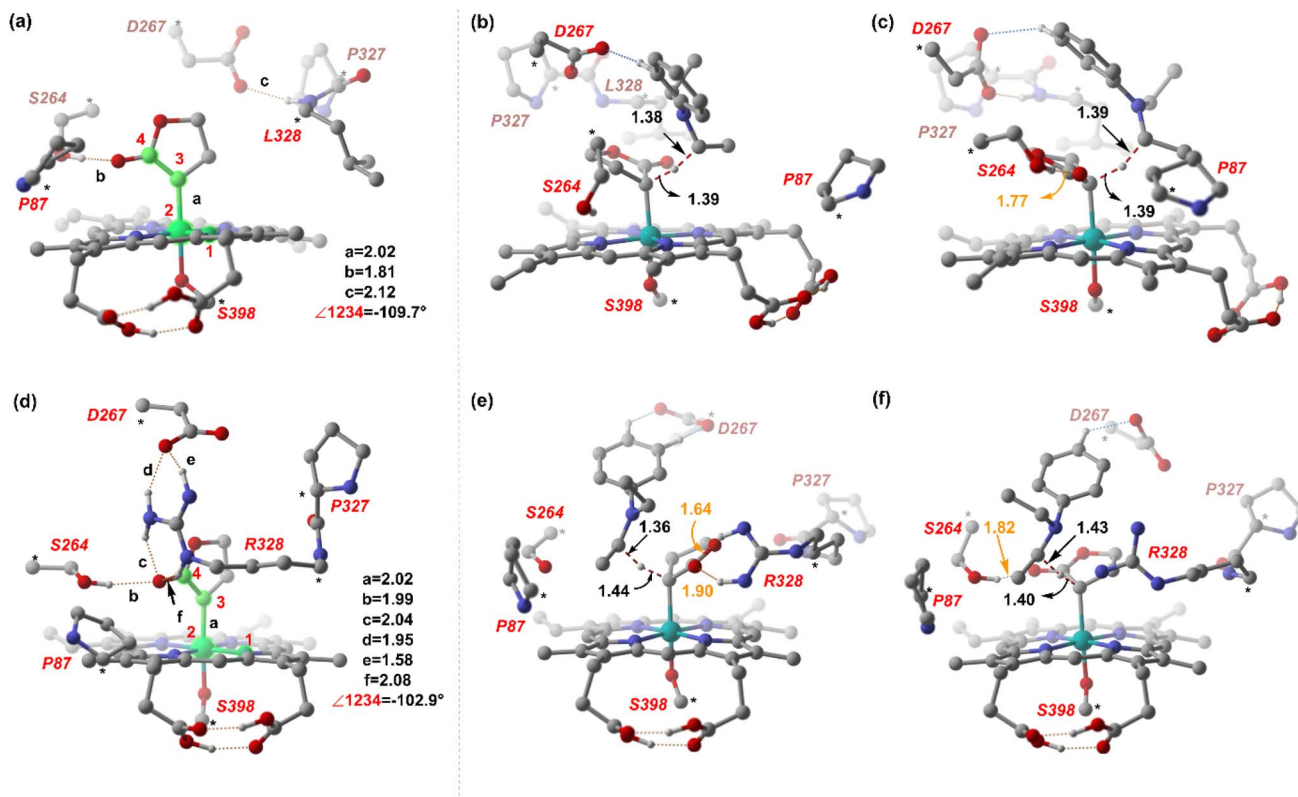 (a)
D267
*
P327
*
c
S264
*
L328
*
4
3
b
a
P87
*
2
1
S398
*
a=2.02
b=1.81
c=2.12
∠1234=-109.7°
(b)
D267
*
P327
*
L328
*
1.38
*
S264
1.39
P87
*
S398
*
(c)
D267
*
*
P327
*
1.39
*
S264
P87
*
1.77
1.39
S398
*
(d)
D267
*
d
e
P327
*
S264
*
c
R328
*
b
4
f
3
a
2
1
P87
*
S398
*
a=2.02
b=1.99
c=2.04
d=1.95
e=1.58
f=2.08
∠1234=-102.9°
(e)
*
D267
S264
*
1.36
1.64
P327
*
R328
*
1.44
1.90
P87
*
S398
*
(f)
D267
*
P327
*
S264
*
1.82
1.43
R328
*
P87
*
1.40
S398
*